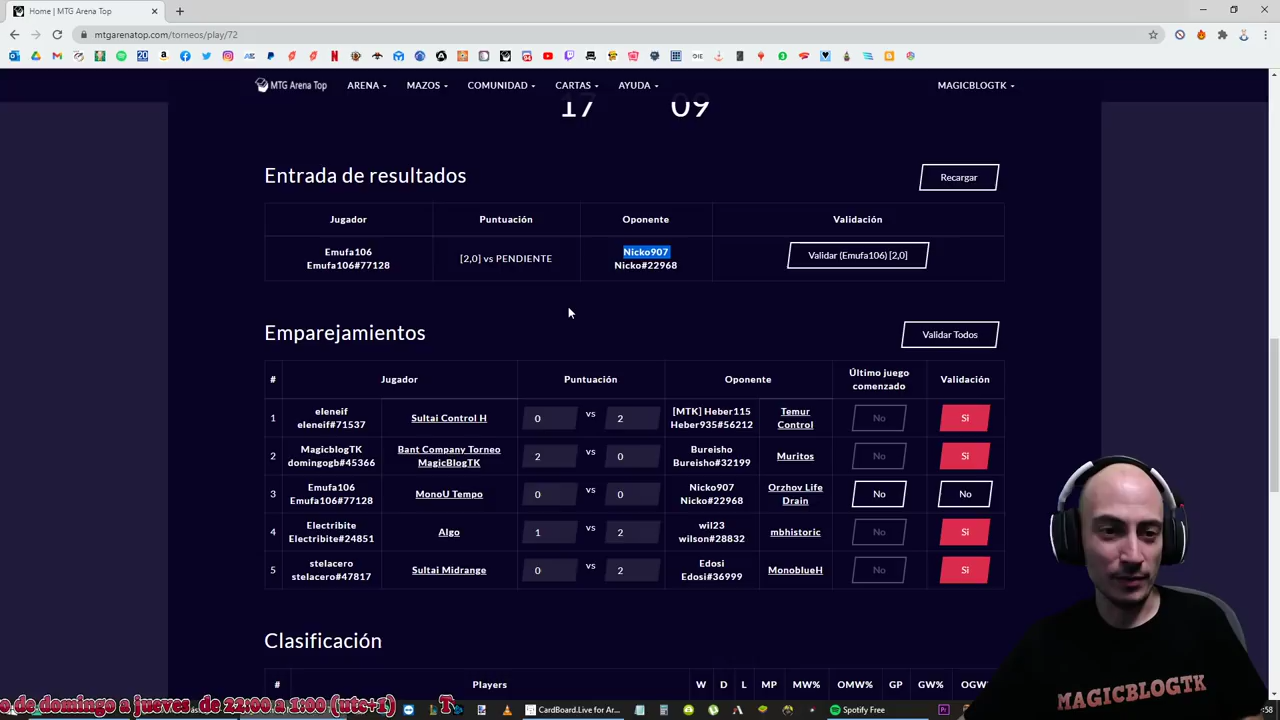 Home | MTG Arena Top
mtgarenatop.com/torneos/play/72
MTG Arena Top
ARENA
MAZOS
COMUNIDAD
CARTAS
AYUDA
MAGICBLOGTK
17 09
Entrada de resultados
Recargar
Jugador Puntuación Oponente Validación
Emufa106
Emufa106#77128
[2,0] vs PENDIENTE
Nicko907
Nicko#22968
Validar (Emufa106) [2,0]
Emparejamientos
Validar Todos
# Jugador Puntuación Oponente
Último juego
comenzado
Validación
1
eleneif
eleneif#71537
Sultai Control H
0 vs 2
[MTK] Heber115
Heber935#56212
Temur
Control
No
Si
2
MagicblogTK
domingogb#45366
Bant Company Torneo
MagicBlogTK
2 vs 0
Bureisho
Bureisho#32199
Muritos
No
Si
3
Emufa106
Emufa106#77128
MonoU Tempo
0 vs 0
Nicko907
Nicko#22968
Orzhov Life
Drain
No
No
4
Electribite
Electribite#24851
Algo
1 vs 2
wil23
wilson#28832
mbhistoric
No
Si
5
stelacero
stelacero#47817
Sultai Midrange
0 vs 2
Edosi
Edosi#36999
MonoblueH
No
Si
Clasificación
# Players W D L MP MW% OMW% GP GW% OGW%
MAGICBLOGTK
o de domingo a jueves de 22:00 a 1:00 (utc+1) T
CardBoard.Live for Ar...
Spotify Free